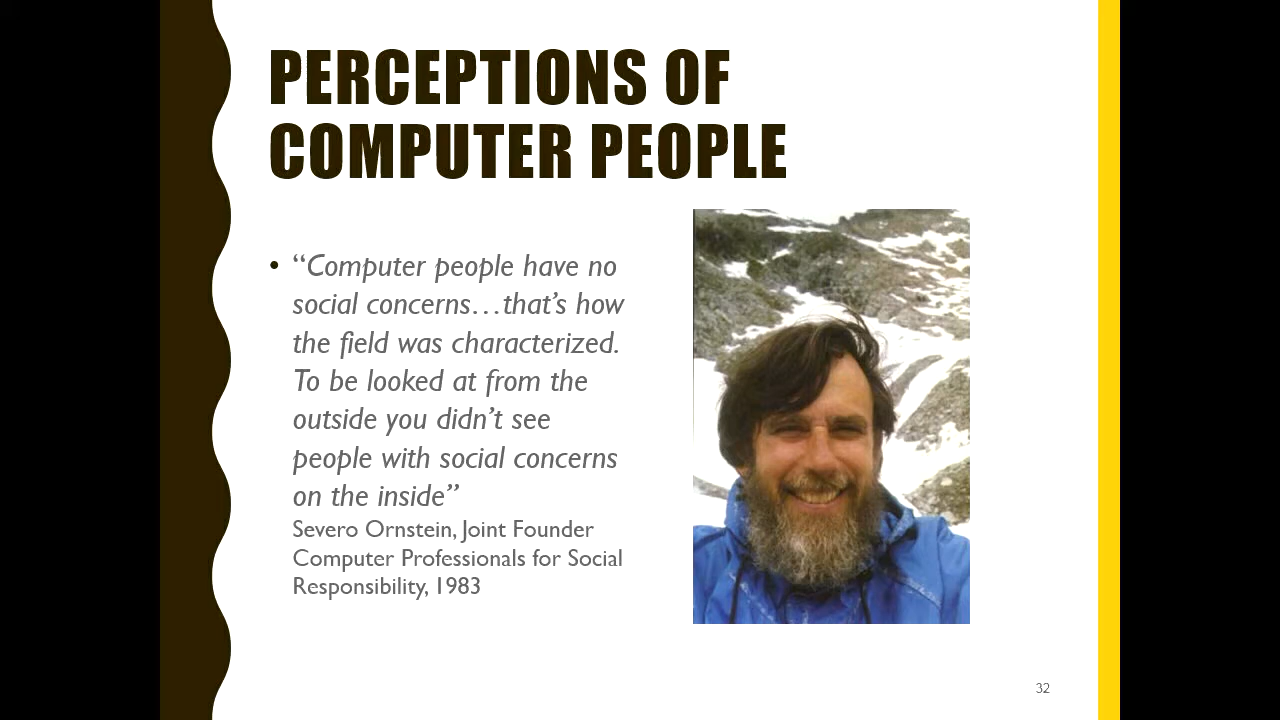 PERCEPTIONS OF
COMPUTER PEOPLE
• “Computer people have no
social concerns…that’s how
the field was characterized.
To be looked at from the
outside you didn’t see
people with social concerns
on the inside”
Severo Ornstein, Joint Founder
Computer Professionals for Social
Responsibility, 1983
32